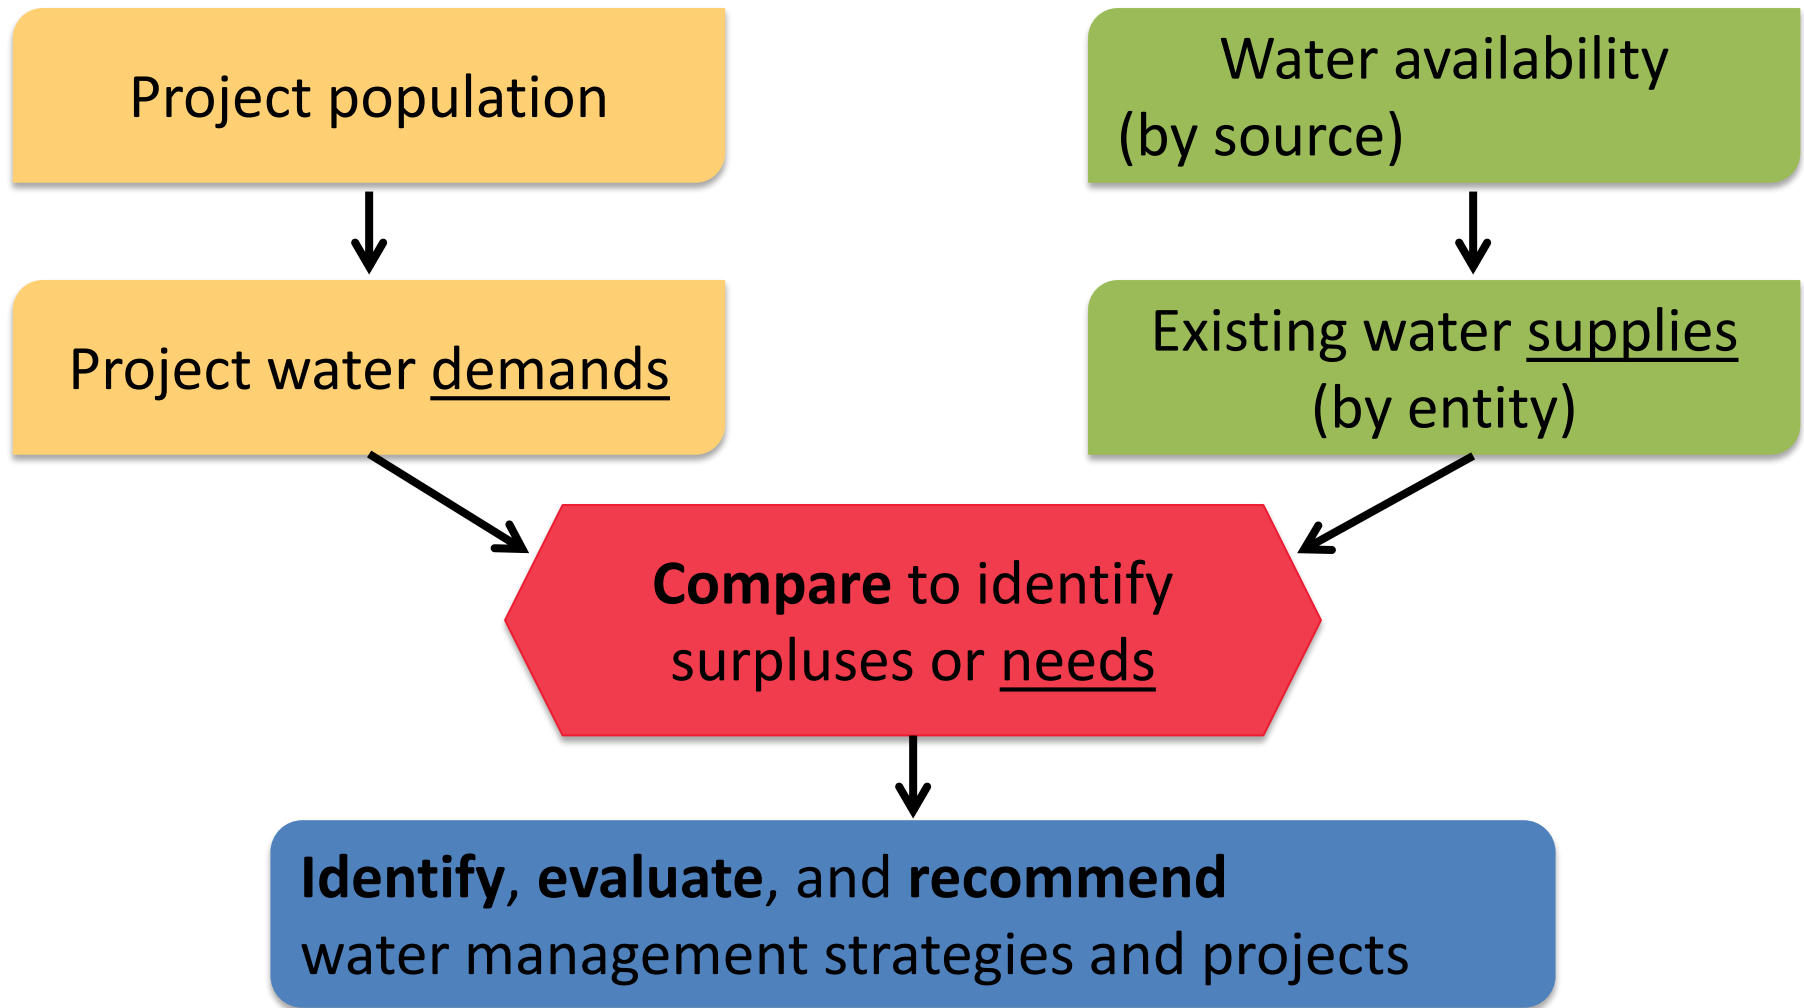 Project population
Water availability
(by source)
Project water demands
Existing water supplies
(by entity)
Compare to identify
surpluses or needs
Identify, evaluate, and recommend
water management strategies and projects